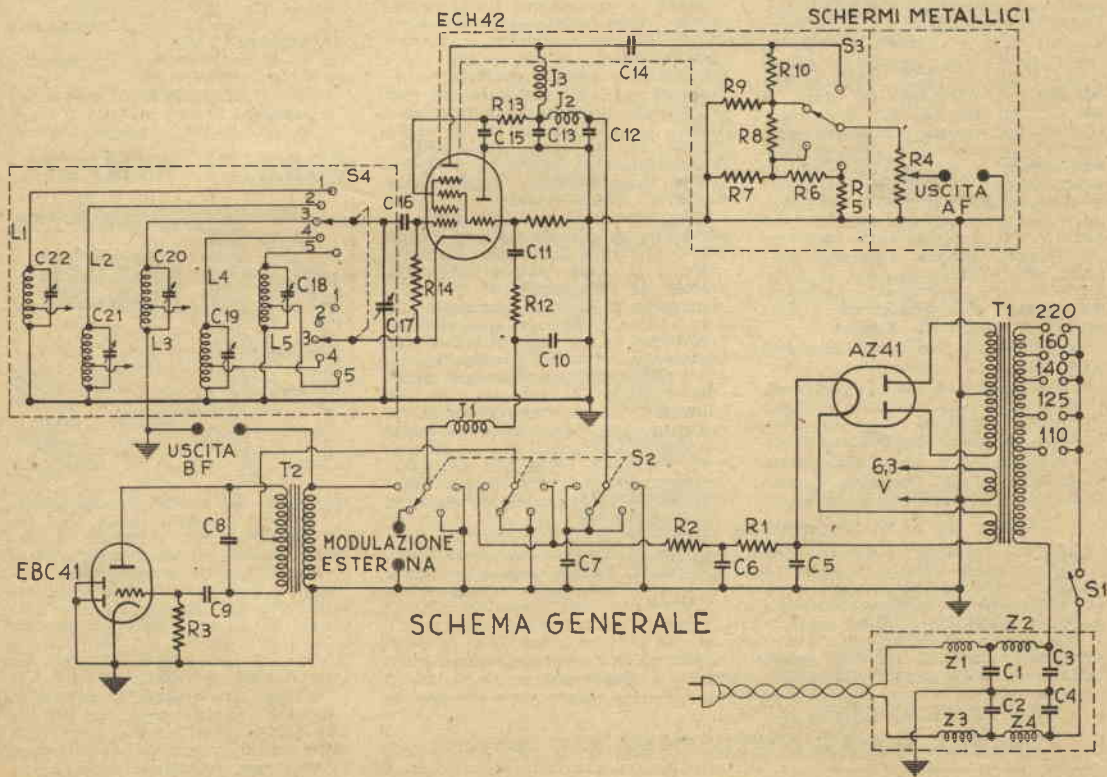 ECH42
SCHERMI METALLICI
C14
S3
R10
J3
R9
R13
J2
C15
C13
C12
R8
R4
USCITA
AF
R7
R6
R
5
S4
1
2
3
4
5
C16
L1
C22
L2
C20
L4
C18
C21
L3
C19
L5
1
2
3
4
5
R14
C17
C11
R12
C10
T1
220
160
140
125
110
AZ41
6,3
V
J1
USCITA
BF
T2
S2
C8
MODULAZIONE
ESTERONA
C7
R2
R1
C6
C5
S1
EBC41
C9
R3
SCHEMA GENERALE
Z1
Z2
C1
C3
C2
C4
Z3
Z4